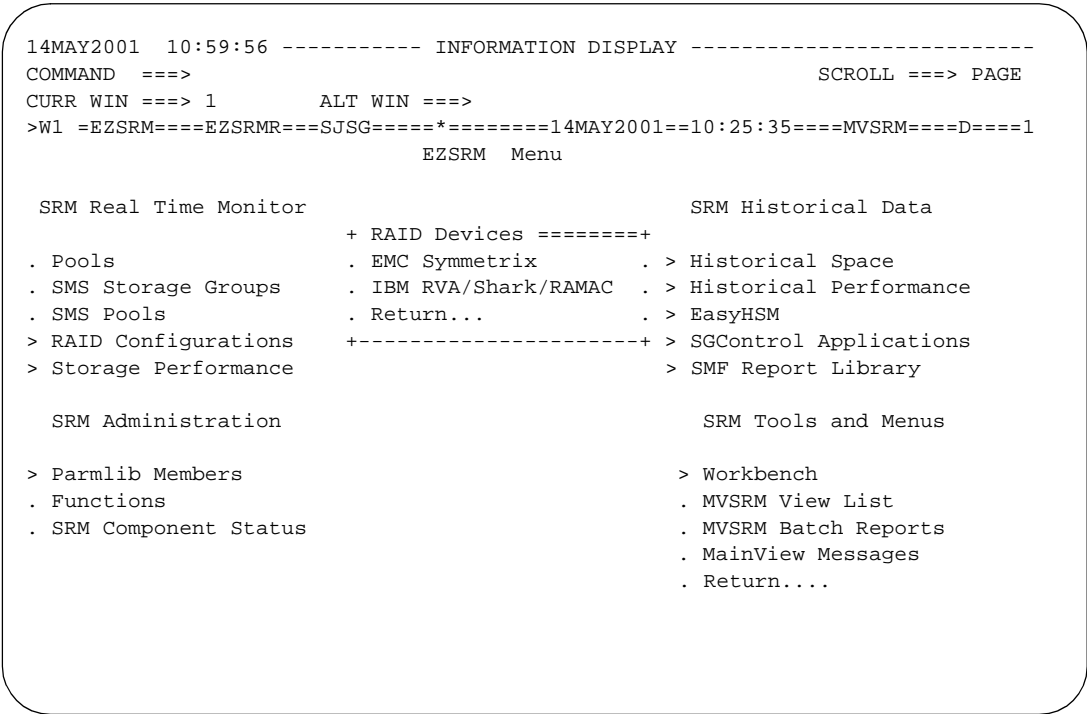 14MAY2001  10:59:56 ----------- INFORMATION DISPLAY ---------------------------
COMMAND  ===>                                                 SCROLL ===> PAGE
CURR WIN ===> 1        ALT WIN ===>
>W1 =EZSRM====EZSRMR===SJSG=====*========14MAY2001==10:25:35====MVSRM====D====1
                               EZSRM  Menu
 SRM Real Time Monitor                              SRM Historical Data
                         + RAID Devices ========+
. Pools                  . EMC Symmetrix        . > Historical Space
. SMS Storage Groups     . IBM RVA/Shark/RAMAC  . > Historical Performance
. SMS Pools              . Return...            . > EasyHSM
> RAID Configurations    +----------------------+ > SGControl Applications
> Storage Performance                             > SMF Report Library
  SRM Administration                                 SRM Tools and Menus
> Parmlib Members                                  > Workbench
. Functions                                        . MVSRM View List
. SRM Component Status                             . MVSRM Batch Reports
                                                   . MainView Messages
                                                   . Return....